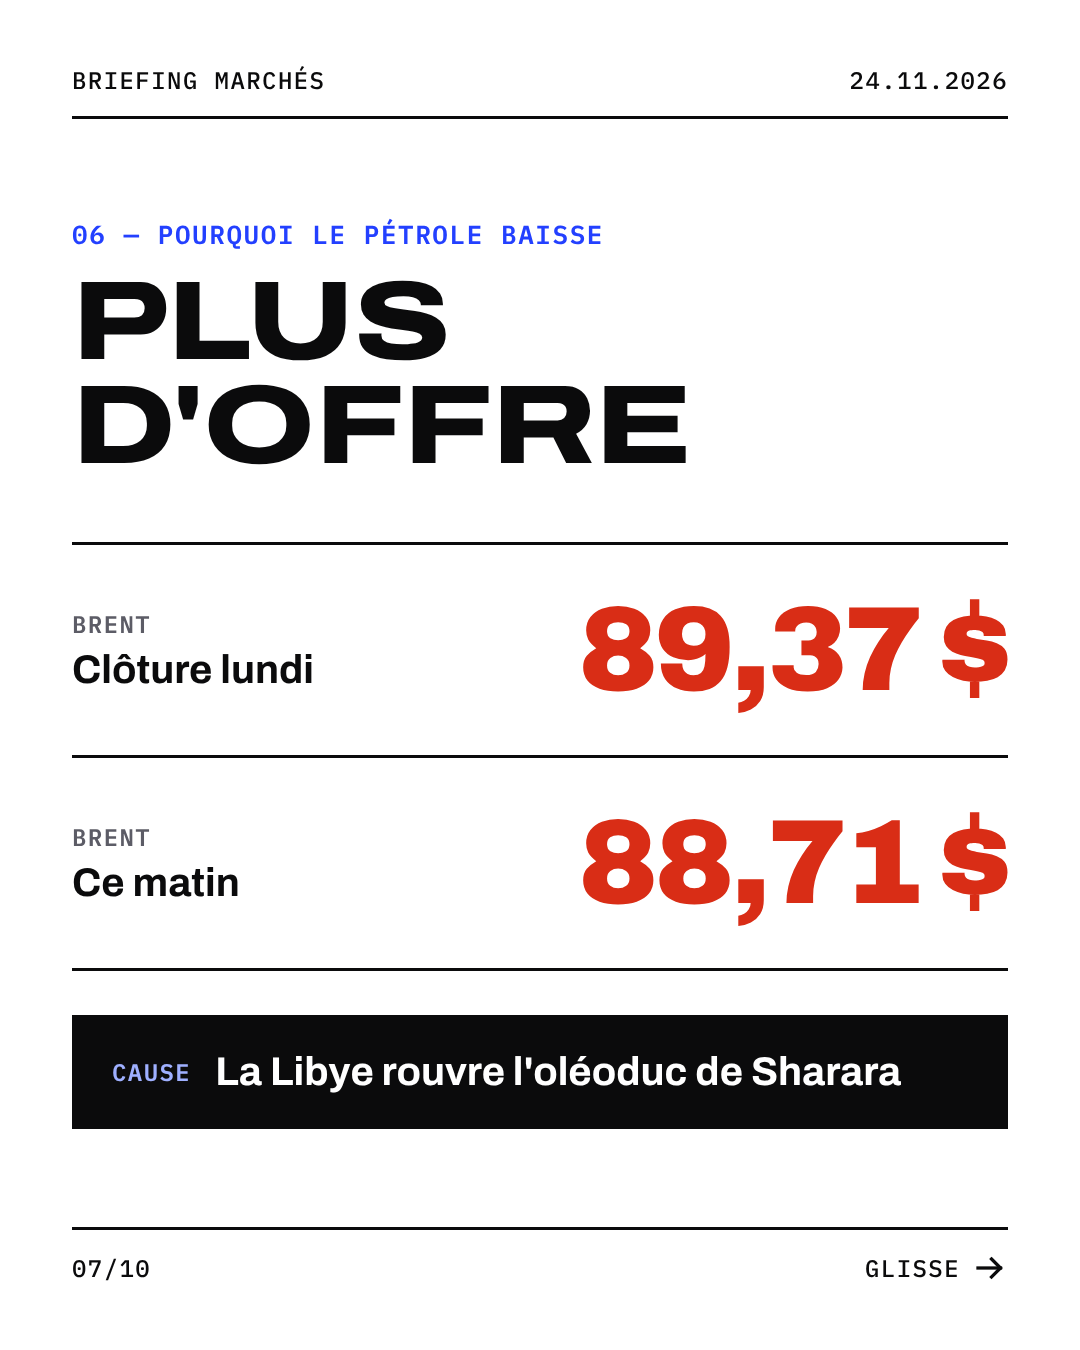 BRIEFING MARCHÉS
24.11.2026
06 — POURQUOI LE PÉTROLE BAISSE
PLUS
D'OFFRE
BRENT
Clôture lundi
89,37 $
BRENT
Ce matin
88,71 $
CAUSE La Libye rouvre l'oléoduc de Sharara
07/10
GLISSE →